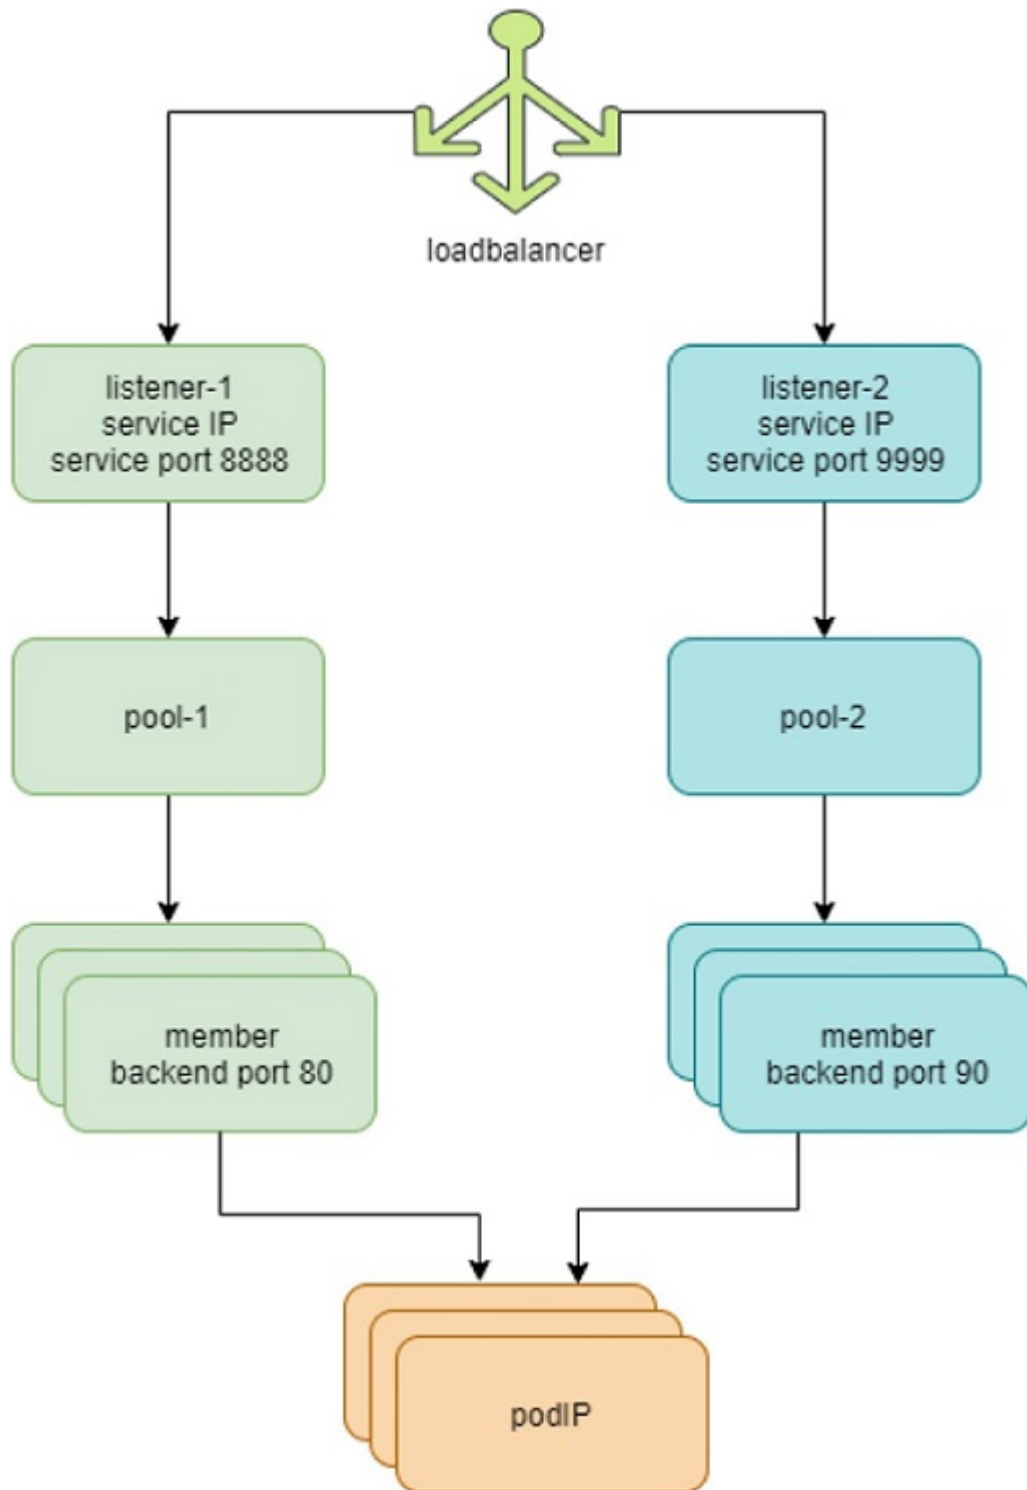 loadbalancer
listener-1
service IP
service port 8888
listener-2
service IP
service port 9999
pool-1
pool-2
member
backend port 80
member
backend port 90
podIP